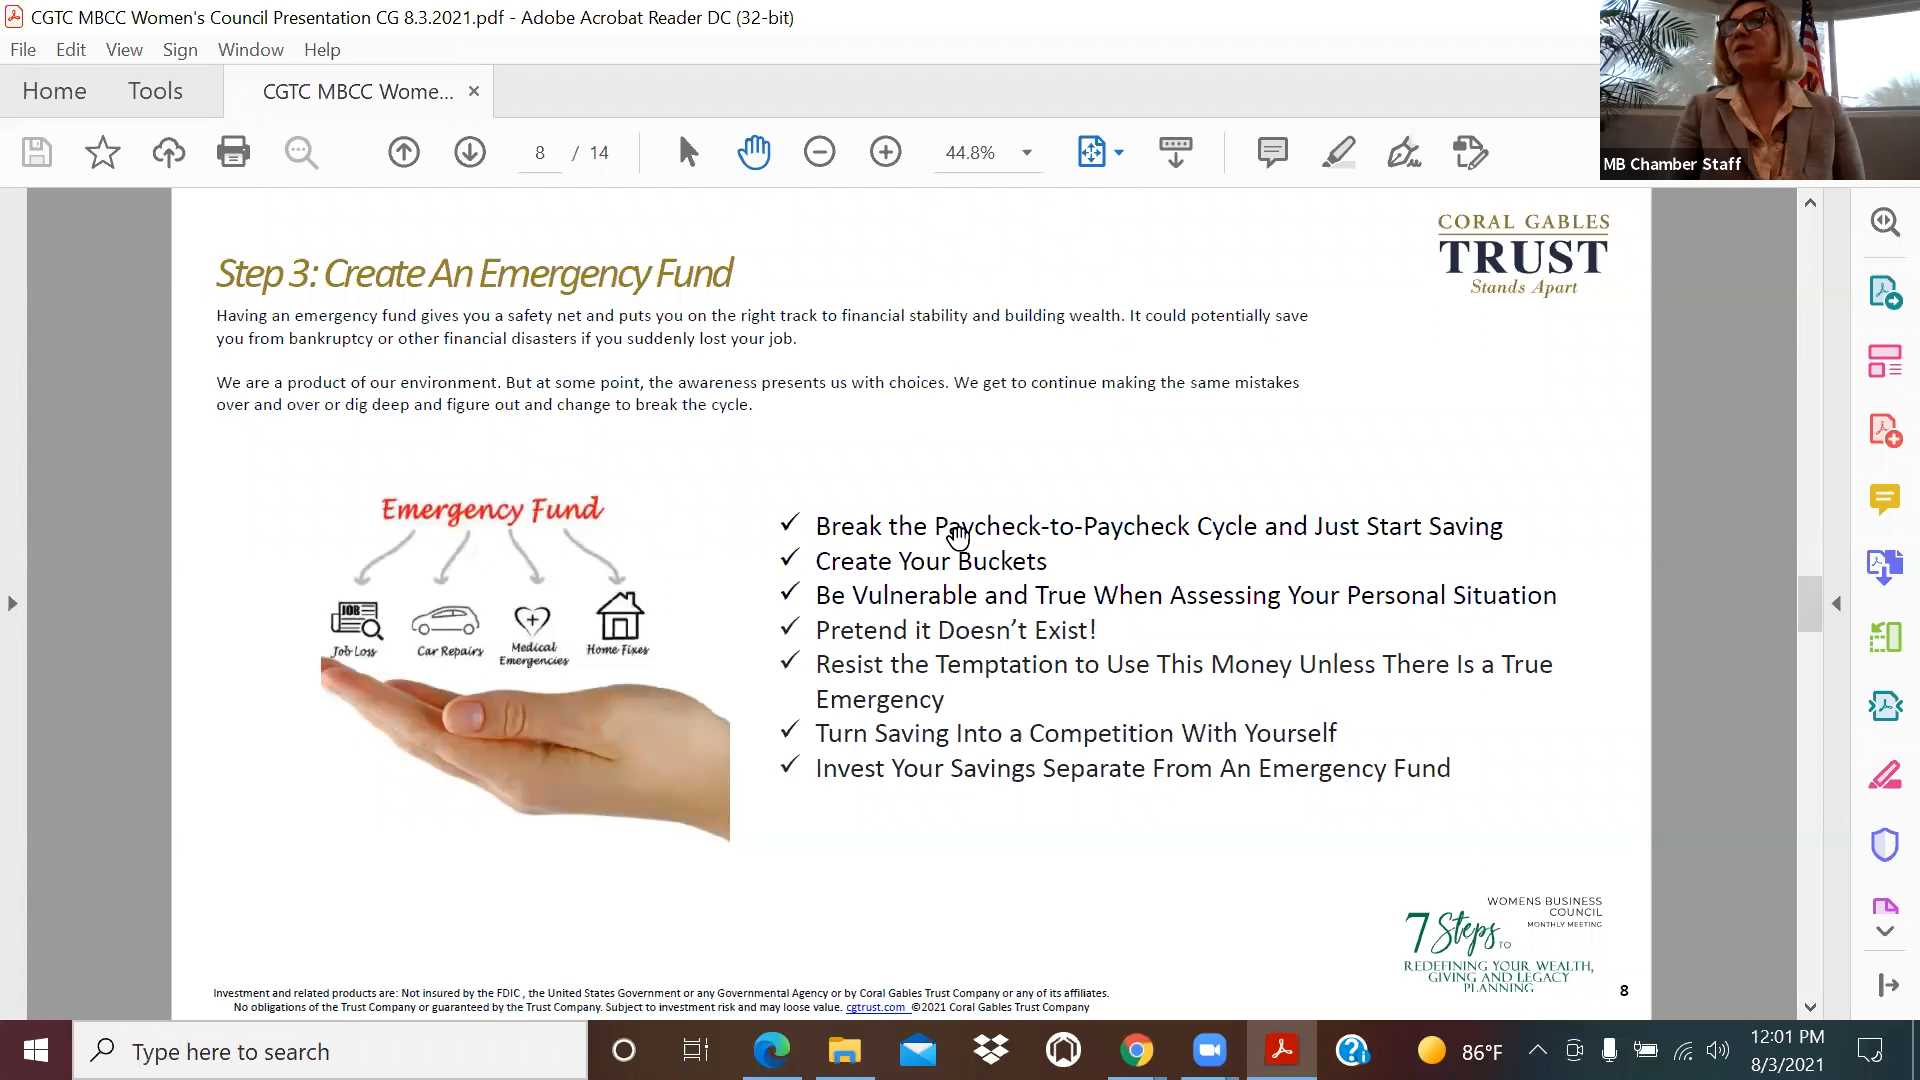 CGTC MBCC Women's Council Presentation CG 8.3.2021.pdf - Adobe Acrobat Reader DC (32-bit)
File Edit View Sign Window Help
Home Tools CGTC MBCC Wome... ×
8 / 14 44.8%
MB Chamber Staff
CORAL GABLES
TRUST
Stands Apart
Step 3: Create An Emergency Fund
Having an emergency fund gives you a safety net and puts you on the right track to financial stability and building wealth. It could potentially save
you from bankruptcy or other financial disasters if you suddenly lost your job.
We are a product of our environment. But at some point, the awareness presents us with choices. We get to continue making the same mistakes
over and over or dig deep and figure out and change to break the cycle.
Emergency Fund
JOB
Job Loss
Car Repairs
Medical
Emergencies
Home Fixes
✓ Break the Paycheck-to-Paycheck Cycle and Just Start Saving
✓ Create Your Buckets
✓ Be Vulnerable and True When Assessing Your Personal Situation
✓ Pretend it Doesn’t Exist!
✓ Resist the Temptation to Use This Money Unless There Is a True
Emergency
✓ Turn Saving Into a Competition With Yourself
✓ Invest Your Savings Separate From An Emergency Fund
WOMENS BUSINESS
COUNCIL
MONTHLY MEETING
7 Steps TO
REDEFINING YOUR WEALTH,
GIVING AND LEGACY
PLANNING
Investment and related products are: Not insured by the FDIC , the United States Government or any Governmental Agency or by Coral Gables Trust Company or any of its affiliates.
No obligations of the Trust Company or guaranteed by the Trust Company. Subject to investment risk and may loose value. cgtrust.com ©2021 Coral Gables Trust Company
8
Type here to search
86°F
12:01 PM
8/3/2021